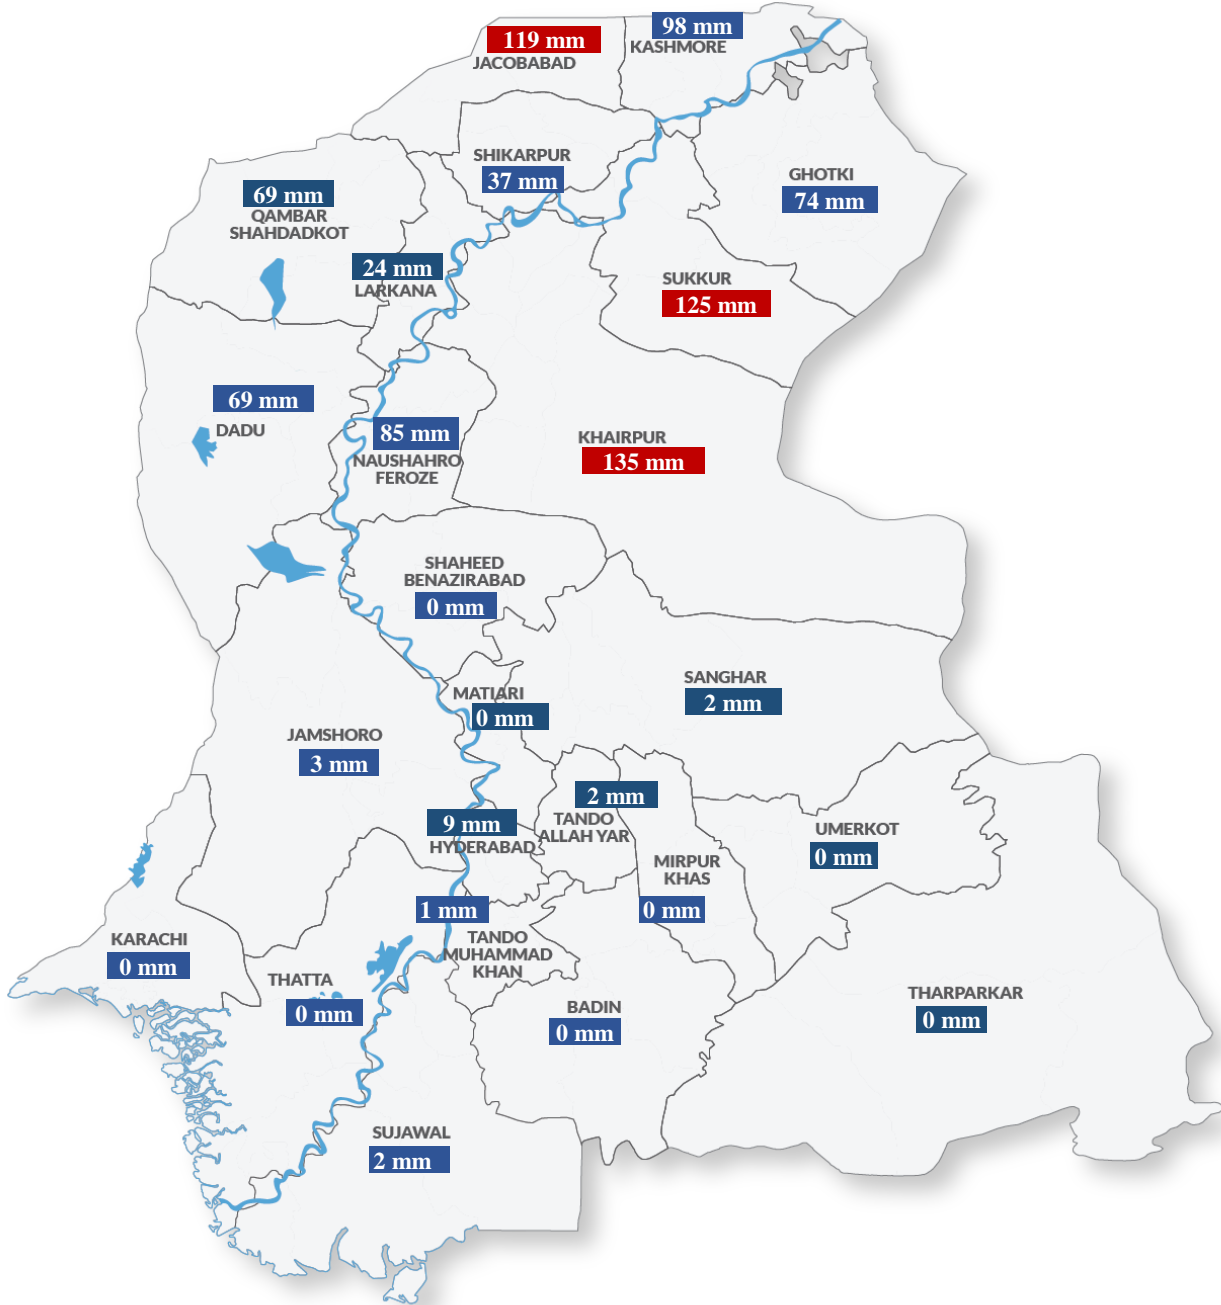 119 mm
JACOBABAD
98 mm
KASHMORE
SHIKARPUR
37 mm
GHOTKI
74 mm
69 mm
QAMBAR
SHAHDADKOT
24 mm
LARKANA
SUKKUR
125 mm
69 mm
DADU
85 mm
NAUSHAHRO
FEROZE
KHAIRPUR
135 mm
SHAHEED
BENAZIRABAD
0 mm
MATIARI
0 mm
SANGHAR
2 mm
JAMSHORO
3 mm
9 mm
HYDERABAD
2 mm
TANDO
ALLAH YAR
MIRPUR
KHAS
0 mm
UMERKOT
0 mm
1 mm
TANDO
MUHAMMAD
KHAN
KARACHI
0 mm
THATTA
0 mm
BADIN
0 mm
THARPARKAR
0 mm
SUJAWAL
2 mm